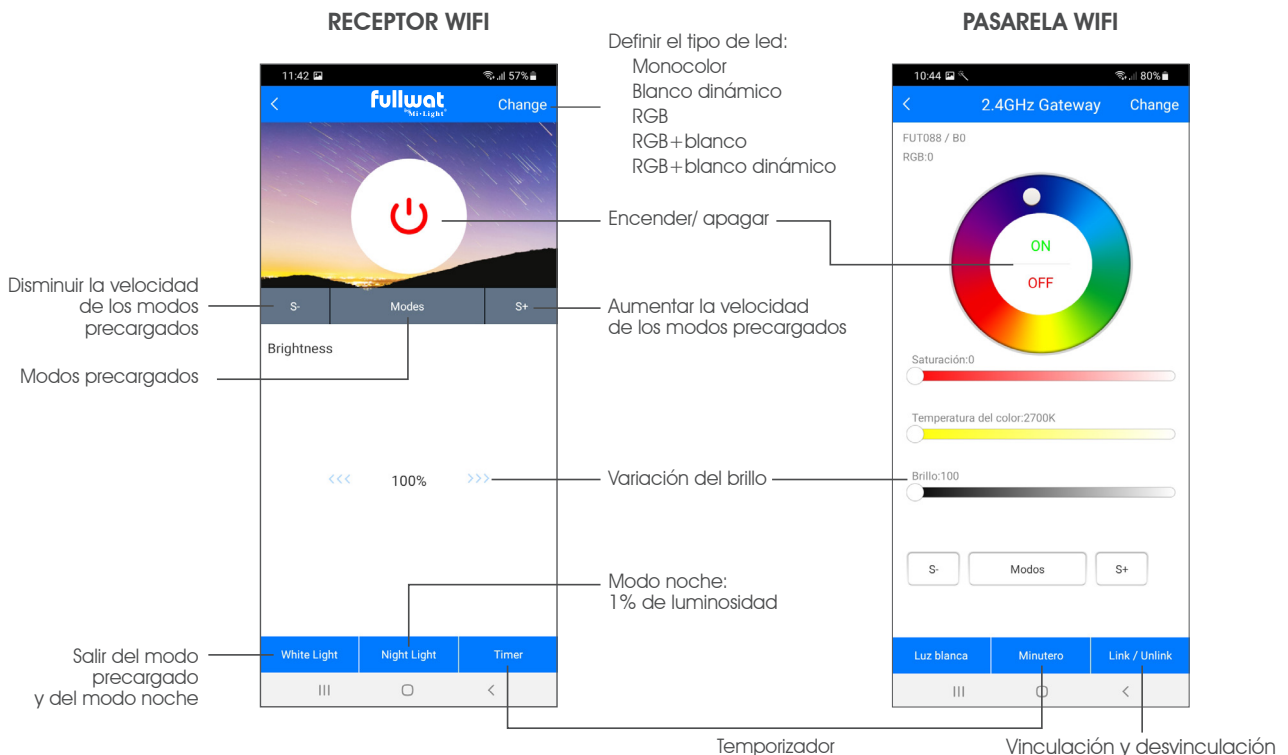 RECEPTOR WIFI
PASARELA WIFI
Definir el tipo de led:
Monocolor
Blanco dinámico
RGB
RGB+blanco
RGB+blanco dinámico
Encender/ apagar
Disminuir la velocidad
de los modos
precargados
Aumentar la velocidad
de los modos precargados
Modos precargados
Variación del brillo
Modo noche:
1% de luminosidad
Salir del modo
precargado
y del modo noche
Temporizador
Vinculación y desvinculación
11:42 57%
fullwat
by Mi·Light
Change
S- Modes S+
Brightness
<<< 100% >>>
White Light Night Light Timer
10:44 80%
2.4GHz Gateway Change
FUT088 / B0
RGB:0
ON
OFF
Saturación:0
Temperatura del color:2700K
Brillo:100
S- Modos S+
Luz blanca Minutero Link / Unlink